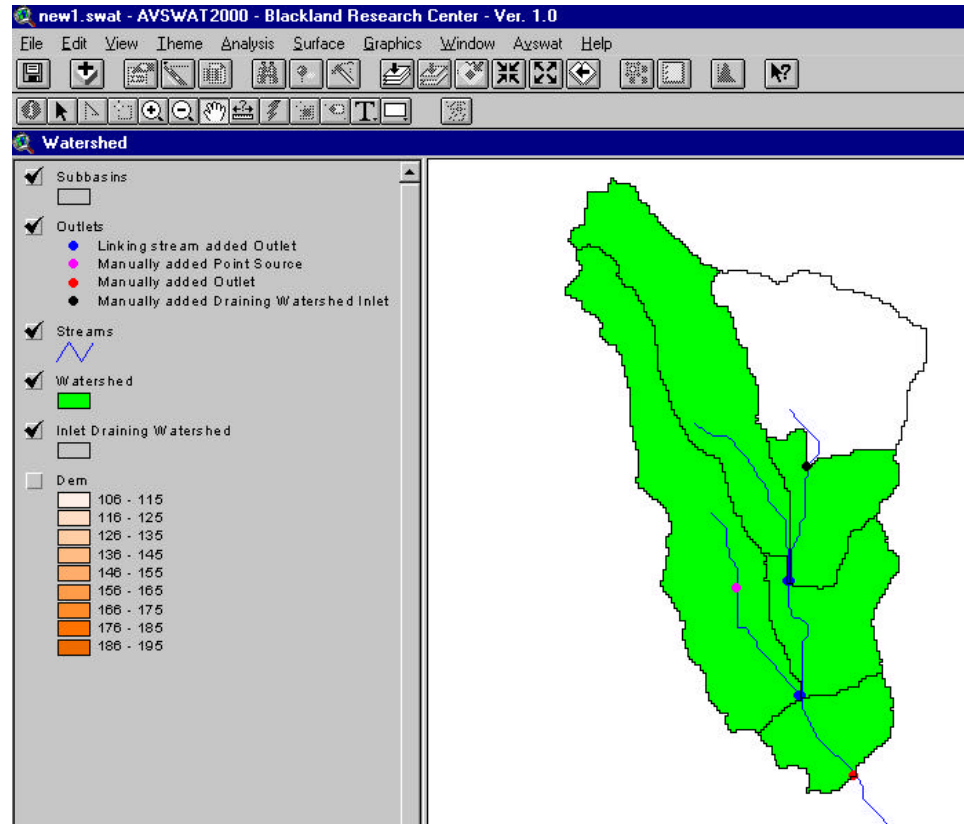 new1.swat - AVSWAT2000 - Blackland Research Center - Ver. 1.0
File Edit View Theme Analysis Surface Graphics Window Avswat Help
T
Watershed
Subbasins
Outlets
Linking stream added Outlet
Manually added Point Source
Manually added Outlet
Manually added Draining Watershed Inlet
Streams
Watershed
Inlet Draining Watershed
Dem
106 - 115
116 - 125
126 - 135
136 - 145
146 - 155
156 - 165
166 - 175
176 - 185
186 - 195